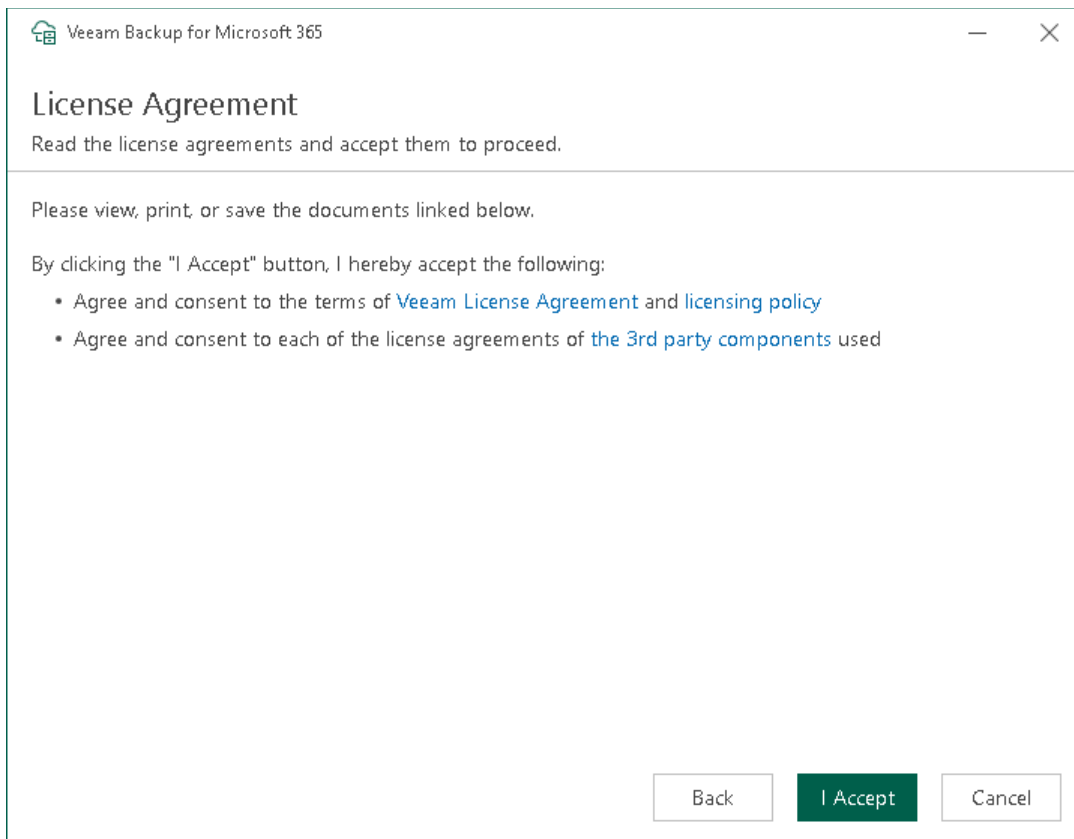 Veeam Backup for Microsoft 365
License Agreement
Read the license agreements and accept them to proceed.
Please view, print, or save the documents linked below.
By clicking the "I Accept" button, I hereby accept the following:
• Agree and consent to the terms of Veeam License Agreement and licensing policy
• Agree and consent to each of the license agreements of the 3rd party components used
Back
I Accept
Cancel